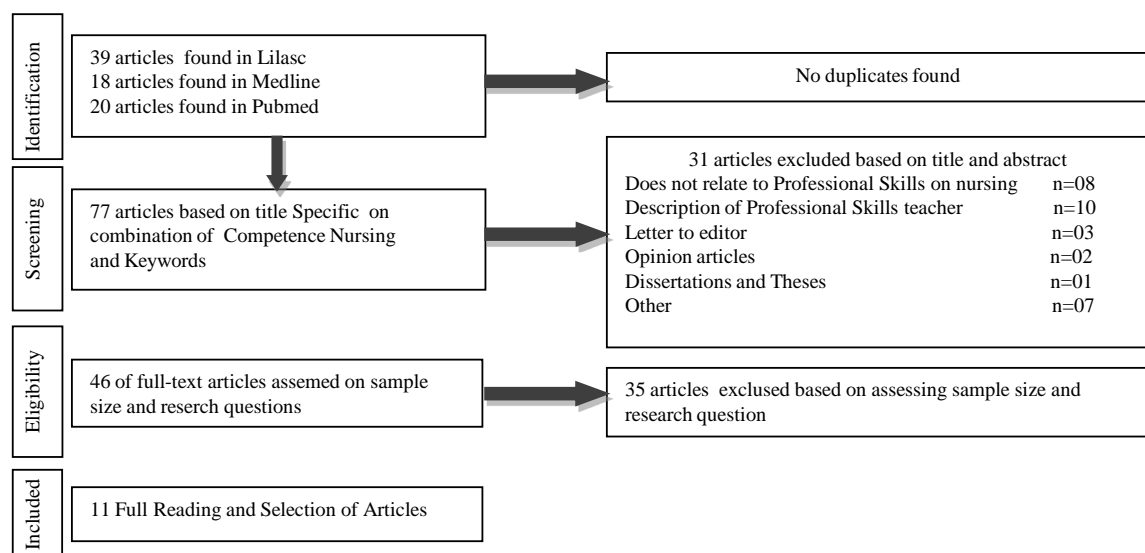 Identification
39 articles found in Lilasc
18 articles found in Medline
20 articles found in Pubmed
No duplicates found
Screening
77 articles based on title Specific on
combination of Competence Nursing
and Keywords
31 articles excluded based on title and abstract
Does not relate to Professional Skills on nursing n=08
Description of Professional Skills teacher n=10
Letter to editor n=03
Opinion articles n=02
Dissertations and Theses n=01
Other n=07
Eligibility
46 of full-text articles assemed on sample
size and reserch questions
35 articles exclused based on assessing sample size and
research question
Included
11 Full Reading and Selection of Articles